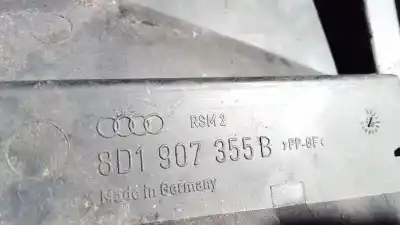 RSM 2
8D1 907 355 B >PP-GF<
Made in Germany